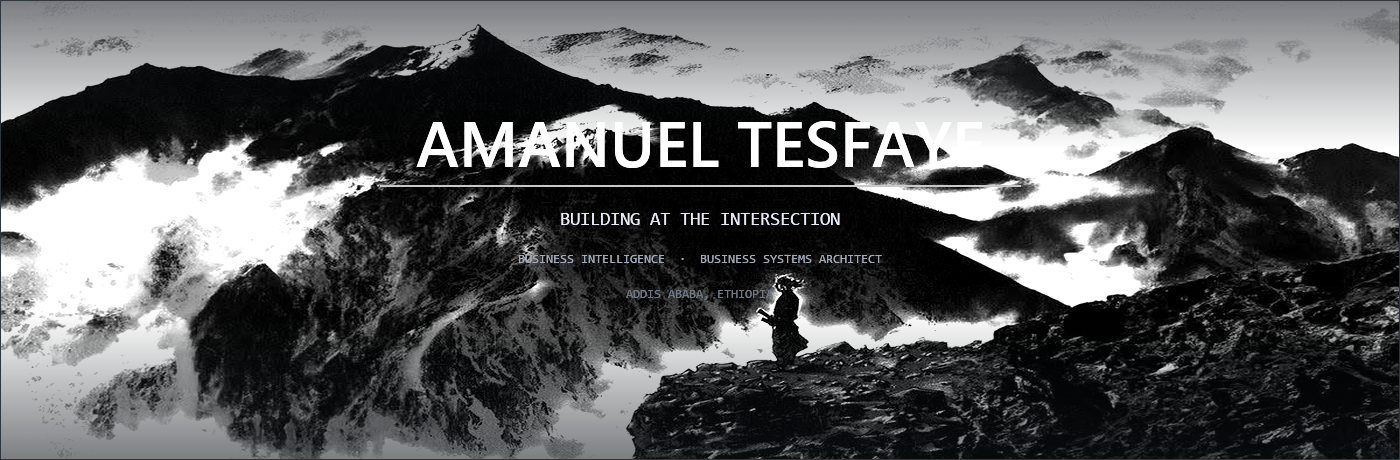 AMANUEL TESFAYE
BUILDING AT THE INTERSECTION
BUSINESS INTELLIGENCE · BUSINESS SYSTEMS ARCHITECT
ADDIS ABABA, ETHIOPIA